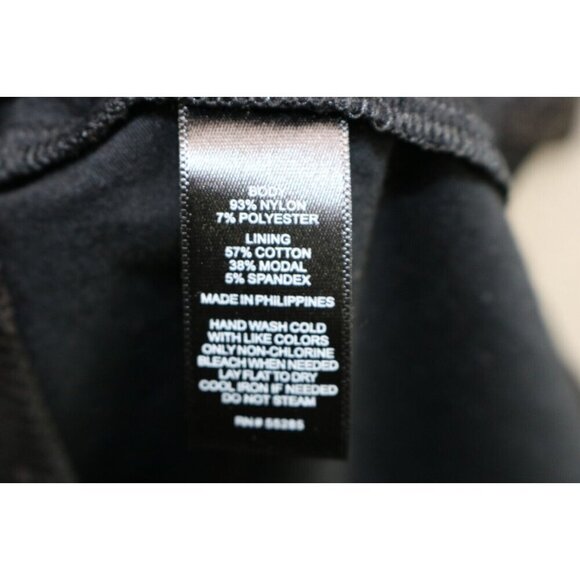 BODY
93% NYLON
7% POLYESTER
LINING
57% COTTON
38% MODAL
5% SPANDEX
MADE IN PHILIPPINES
HAND WASH COLD
WITH LIKE COLORS
ONLY NON-CHLORINE
BLEACH WHEN NEEDED
LAY FLAT TO DRY
COOL IRON IF NEEDED
DO NOT STEAM
RN# 55285